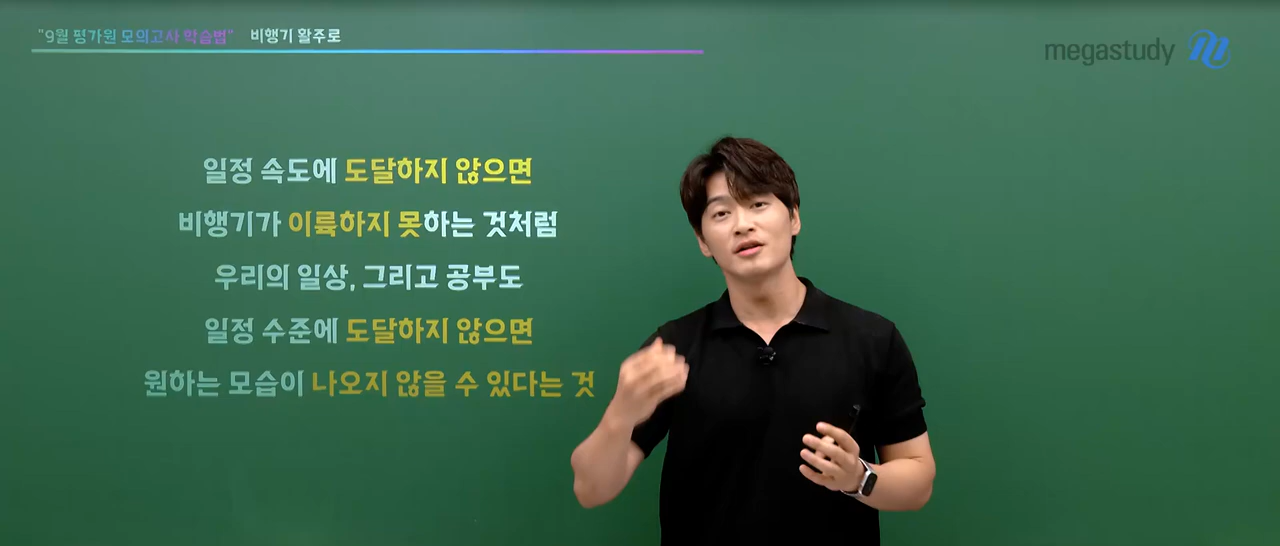 "9월 평가원 모의고사 학습법" 비행기 활주로
megastudy
일정 속도에 도달하지 않으면
비행기가 이륙하지 못하는 것처럼
우리의 일상, 그리고 공부도
일정 수준에 도달하지 않으면
원하는 모습이 나오지 않을 수 있다는 것